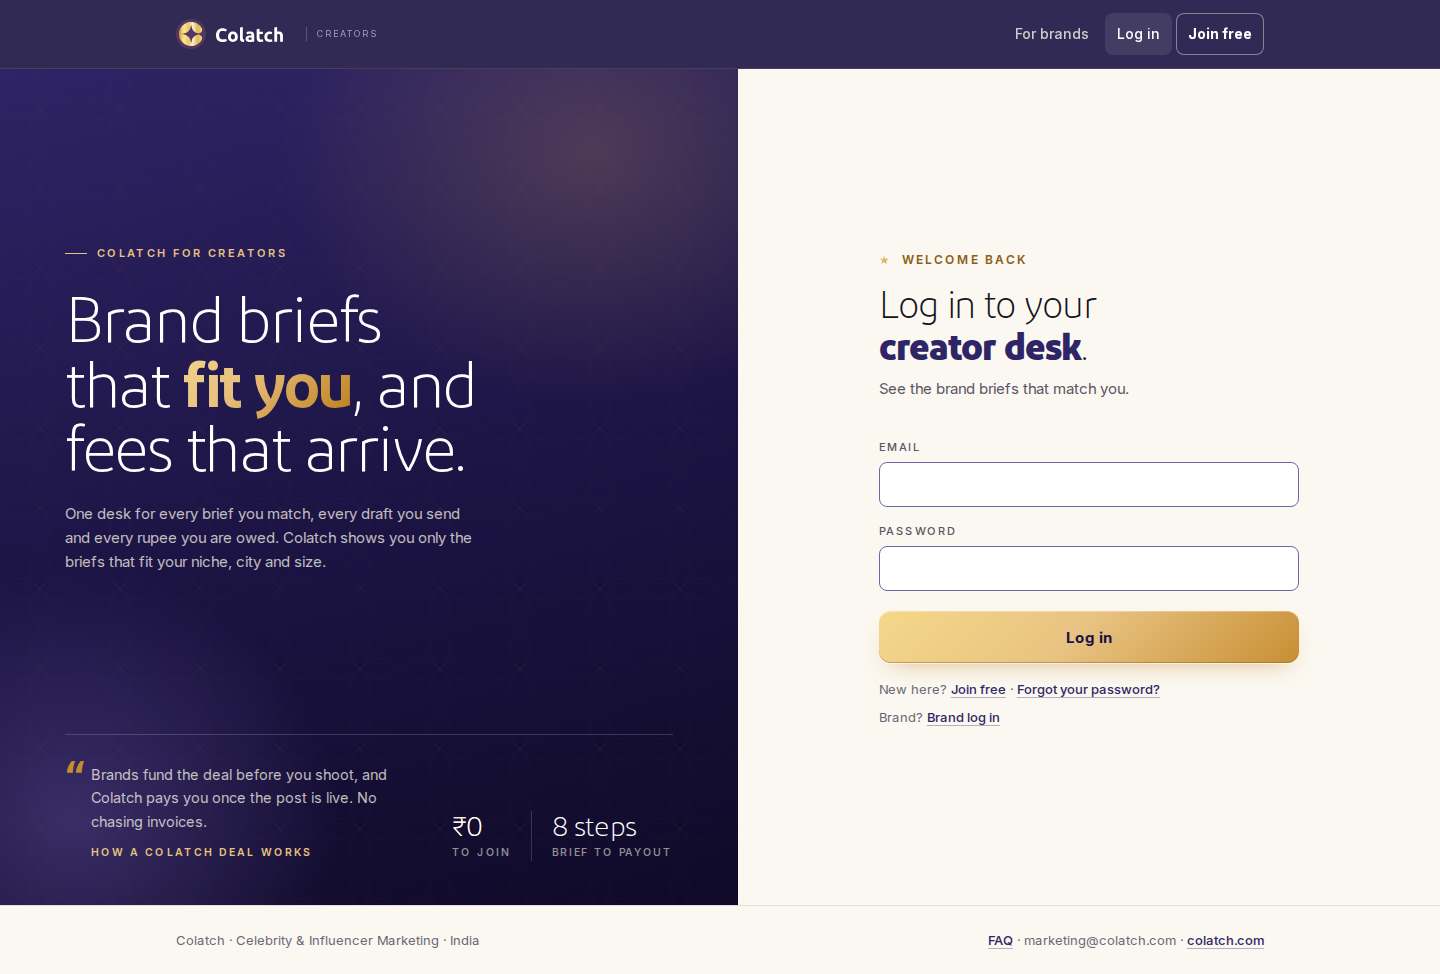 Colatch
CREATORS
For brands
Log in
Join free
COLATCH FOR CREATORS
Brand briefs
that fit you, and
fees that arrive.
One desk for every brief you match, every draft you send
and every rupee you are owed. Colatch shows you only the
briefs that fit your niche, city and size.
“ Brands fund the deal before you shoot, and
Colatch pays you once the post is live. No
chasing invoices.
HOW A COLATCH DEAL WORKS
₹0
TO JOIN
8 steps
BRIEF TO PAYOUT
★ WELCOME BACK
Log in to your
creator desk.
See the brand briefs that match you.
EMAIL
PASSWORD
Log in
New here? Join free · Forgot your password?
Brand? Brand log in
Colatch · Celebrity & Influencer Marketing · India
FAQ · marketing@colatch.com · colatch.com